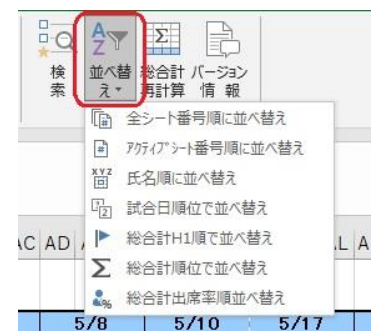 検索
並べ替え
総合計再計算
バージョン情報
全シート番号順に並べ替え
ｱｸﾃｨﾌﾞｼｰﾄ番号順に並べ替え
氏名順に並べ替え
試合日順位で並べ替え
総合計H1順で並べ替え
総合計順位で並べ替え
総合計出席率順並べ替え
AC AD L A
5/8 5/10 5/17